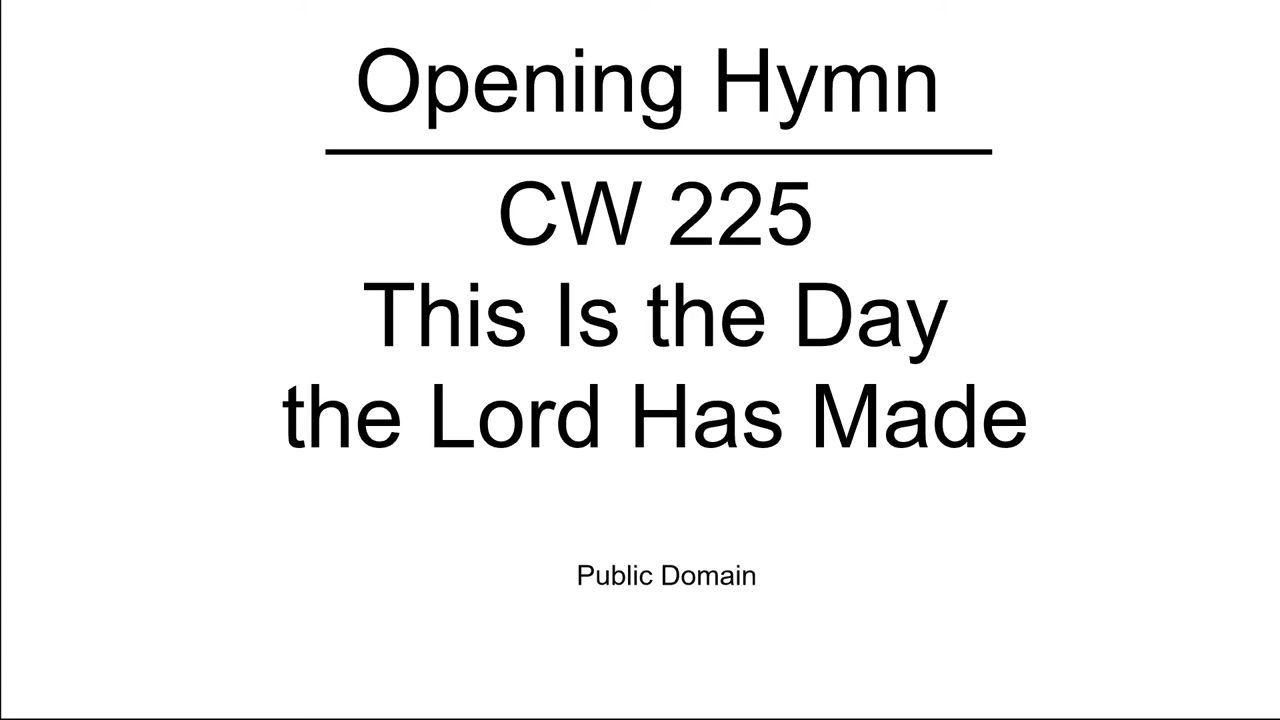 Opening Hymn
CW 225
This Is the Day
the Lord Has Made
Public Domain